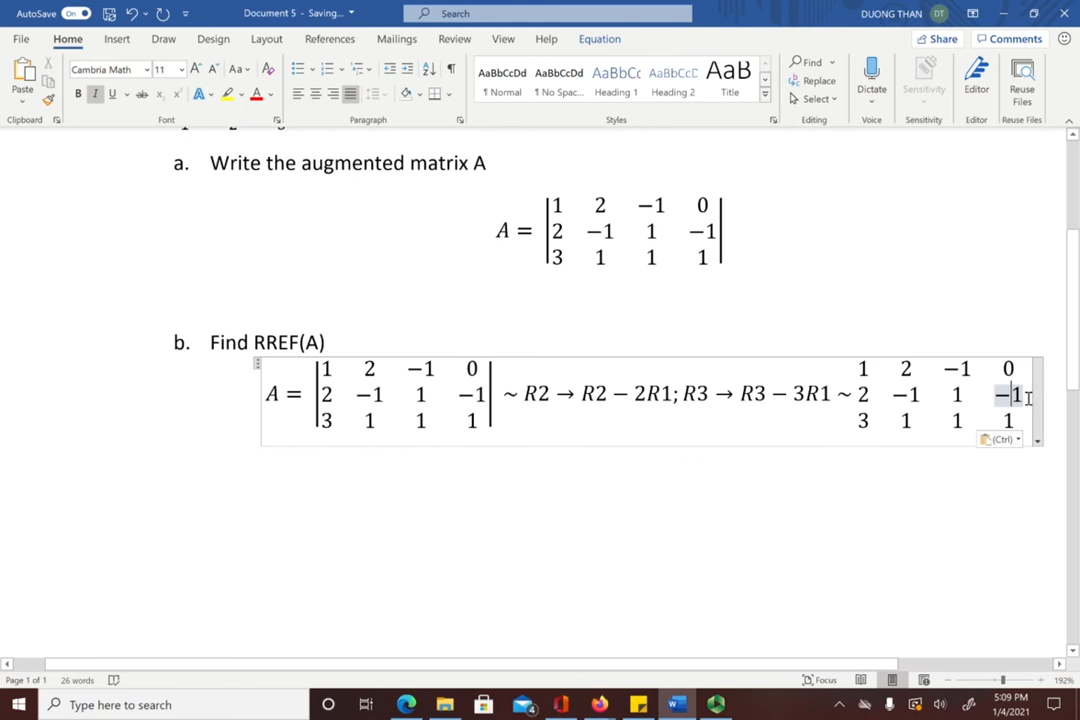 AutoSave On Document 5 - Saving... Search DUONG THAN DT
File Home Insert Draw Design Layout References Mailings Review View Help Equation Share Comments
Paste Cambria Math 11 A A Aa A AaBbCcDd AaBbCcDd AaBbCc AaBbCcC AaB Find Replace Select Dictate Sensitivity Editor Reuse Files
B I U ab x x A A ¶ Normal ¶ No Spac... Heading 1 Heading 2 Title
Clipboard Font Paragraph Styles Editing Voice Sensitivity Editor Reuse Files
a. Write the augmented matrix A
1 2 −1 0
A = 2 −1 1 −1
3 1 1 1
b. Find RREF(A)
1 2 −1 0 1 2 −1 0
A = 2 −1 1 −1 ~ R2 → R2 − 2R1; R3 → R3 − 3R1 ~ 2 −1 1 −1
3 1 1 1 3 1 1 1
(Ctrl)
Page 1 of 1 26 words Focus 192%
Type here to search 4 5:09 PM
1/4/2021